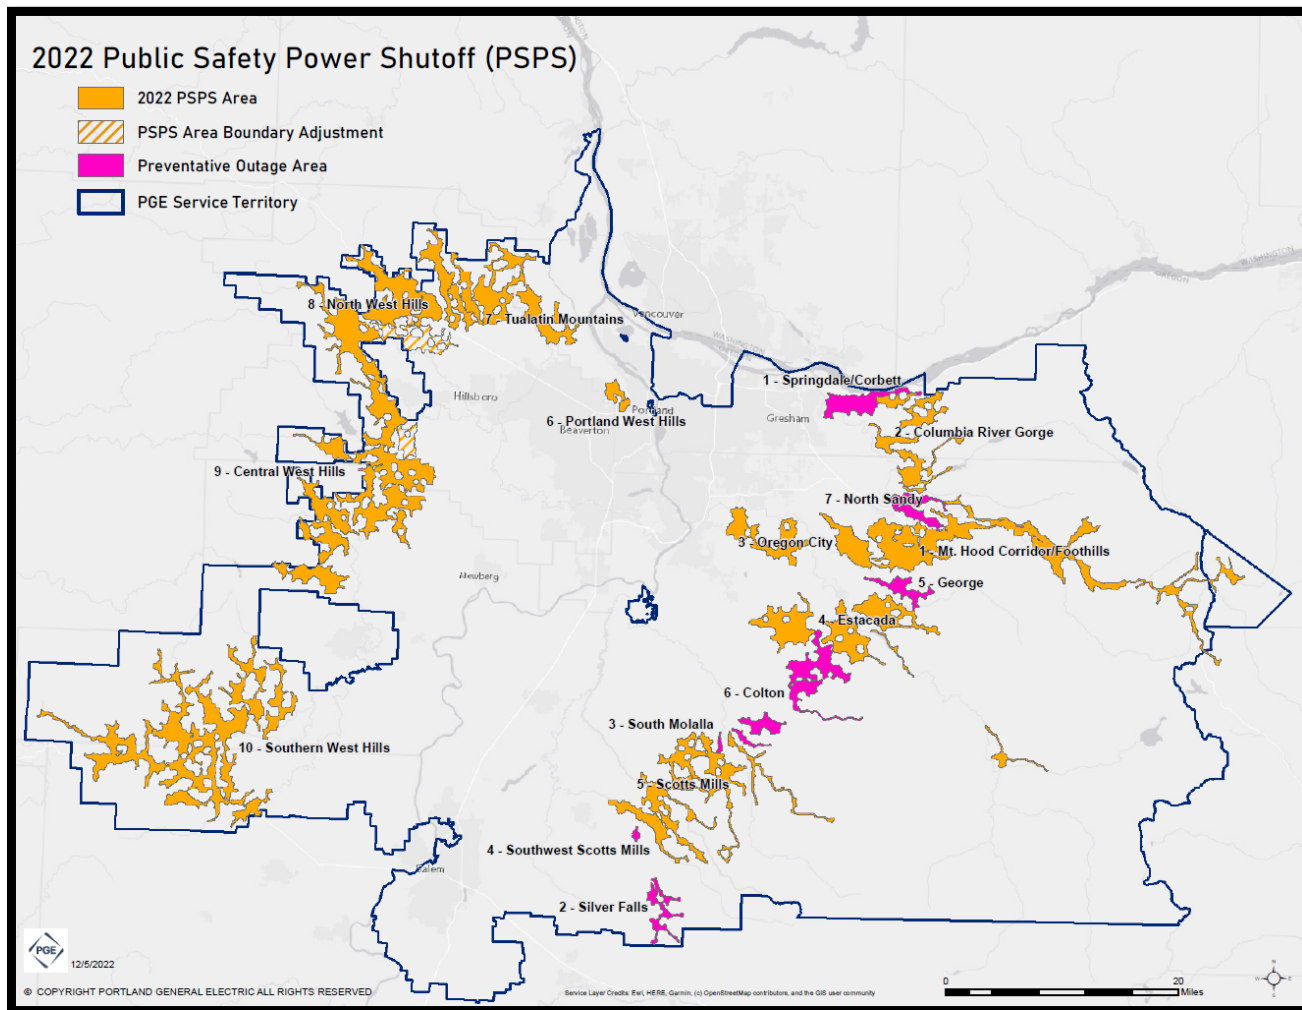 2022 Public Safety Power Shutoff (PSPS)
2022 PSPS Area
PSPS Area Boundary Adjustment
Preventative Outage Area
PGE Service Territory
WASHINGTON
OREGON
8 - North West Hills
7 - Tualatin Mountains
Vancouver
WASHINGTON
OREGON
1 - Springdale/Corbett
Hillsboro
Portland
Gresham
6 - Portland West Hills
Beaverton
2 - Columbia River Gorge
9 - Central West Hills
7 - North Sandy
3 - Oregon City
1 - Mt. Hood Corridor/Foothills
Newberg
5 - George
4 - Estacada
6 - Colton
3 - South Molalla
10 - Southern West Hills
5 - Scotts Mills
4 - Southwest Scotts Mills
Salem
2 - Silver Falls
PGE
12/5/2022
© COPYRIGHT PORTLAND GENERAL ELECTRIC ALL RIGHTS RESERVED
Service Layer Credits: Esri, HERE, Garmin, (c) OpenStreetMap contributors, and the GIS user community
0 20
Miles
N
W E
S